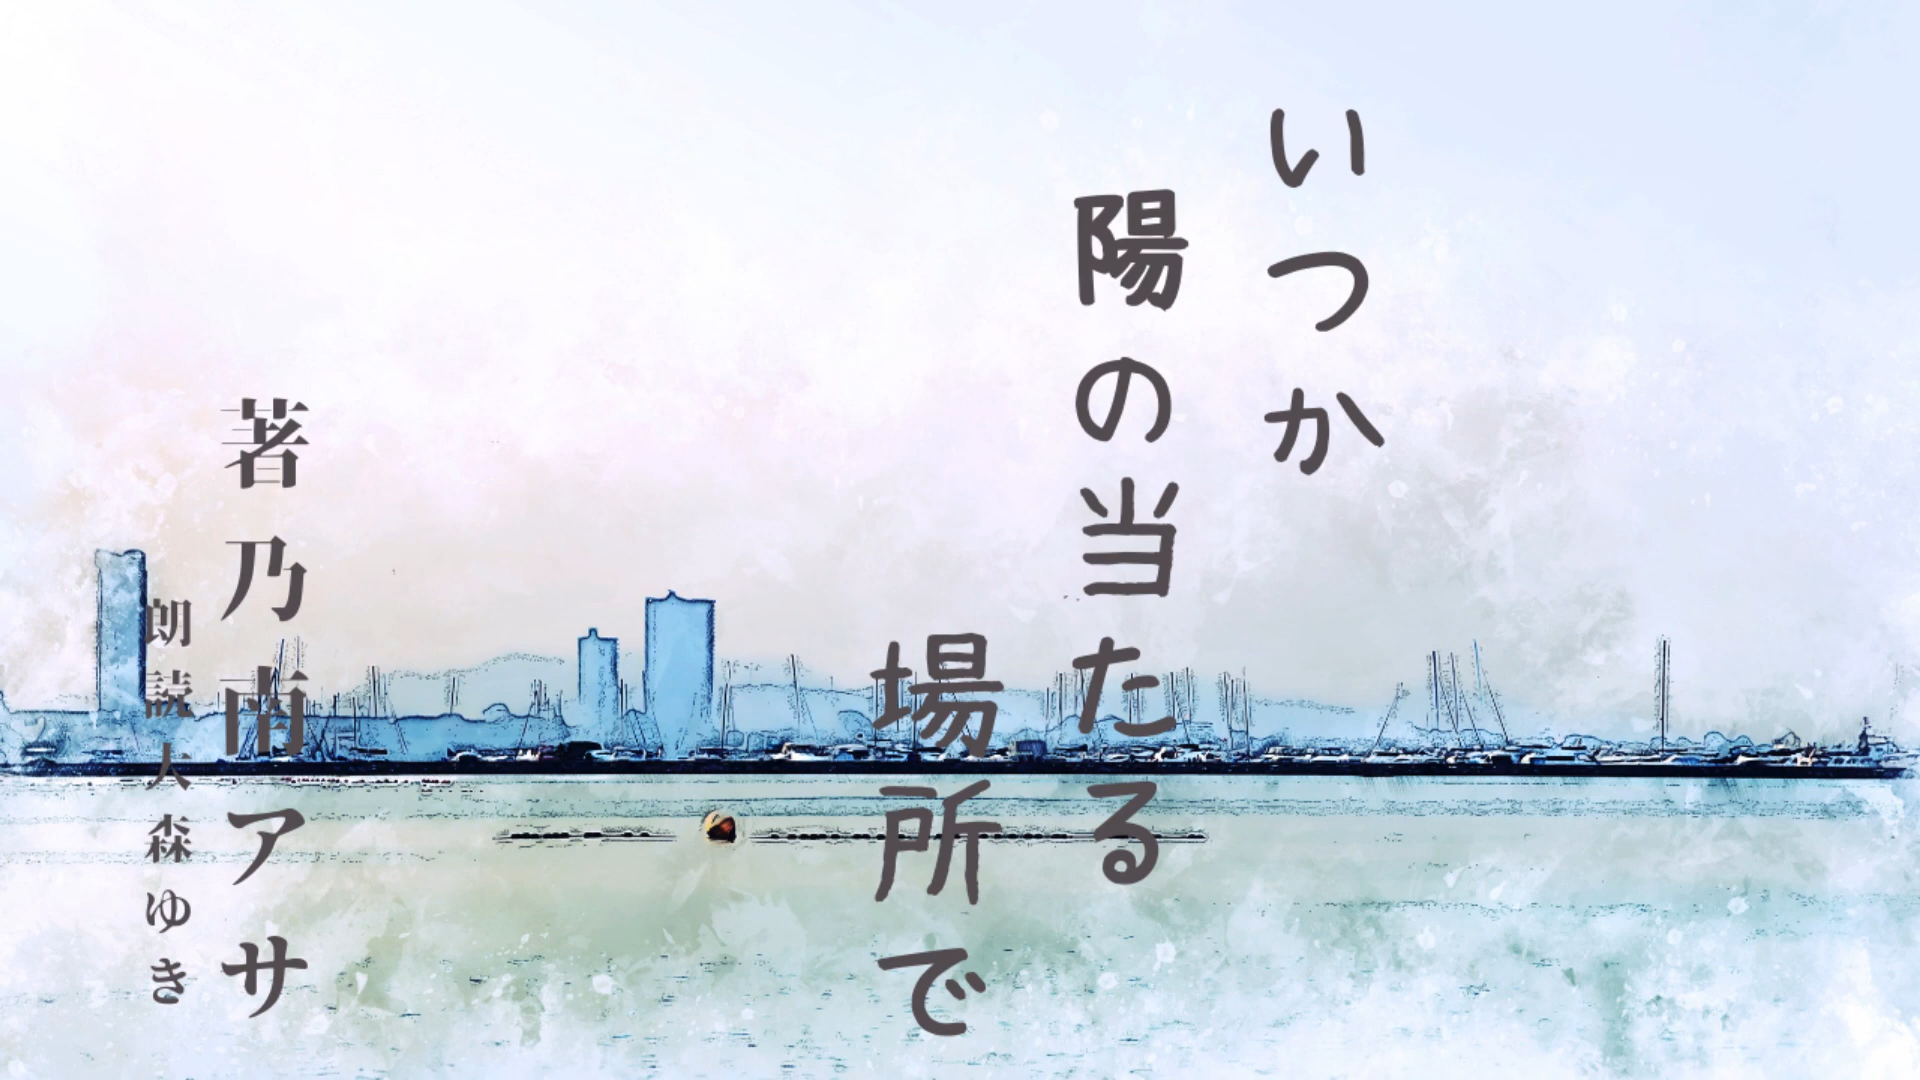 いつか
陽の当たる
場所で
著乃南アサ
朗読大森ゆき